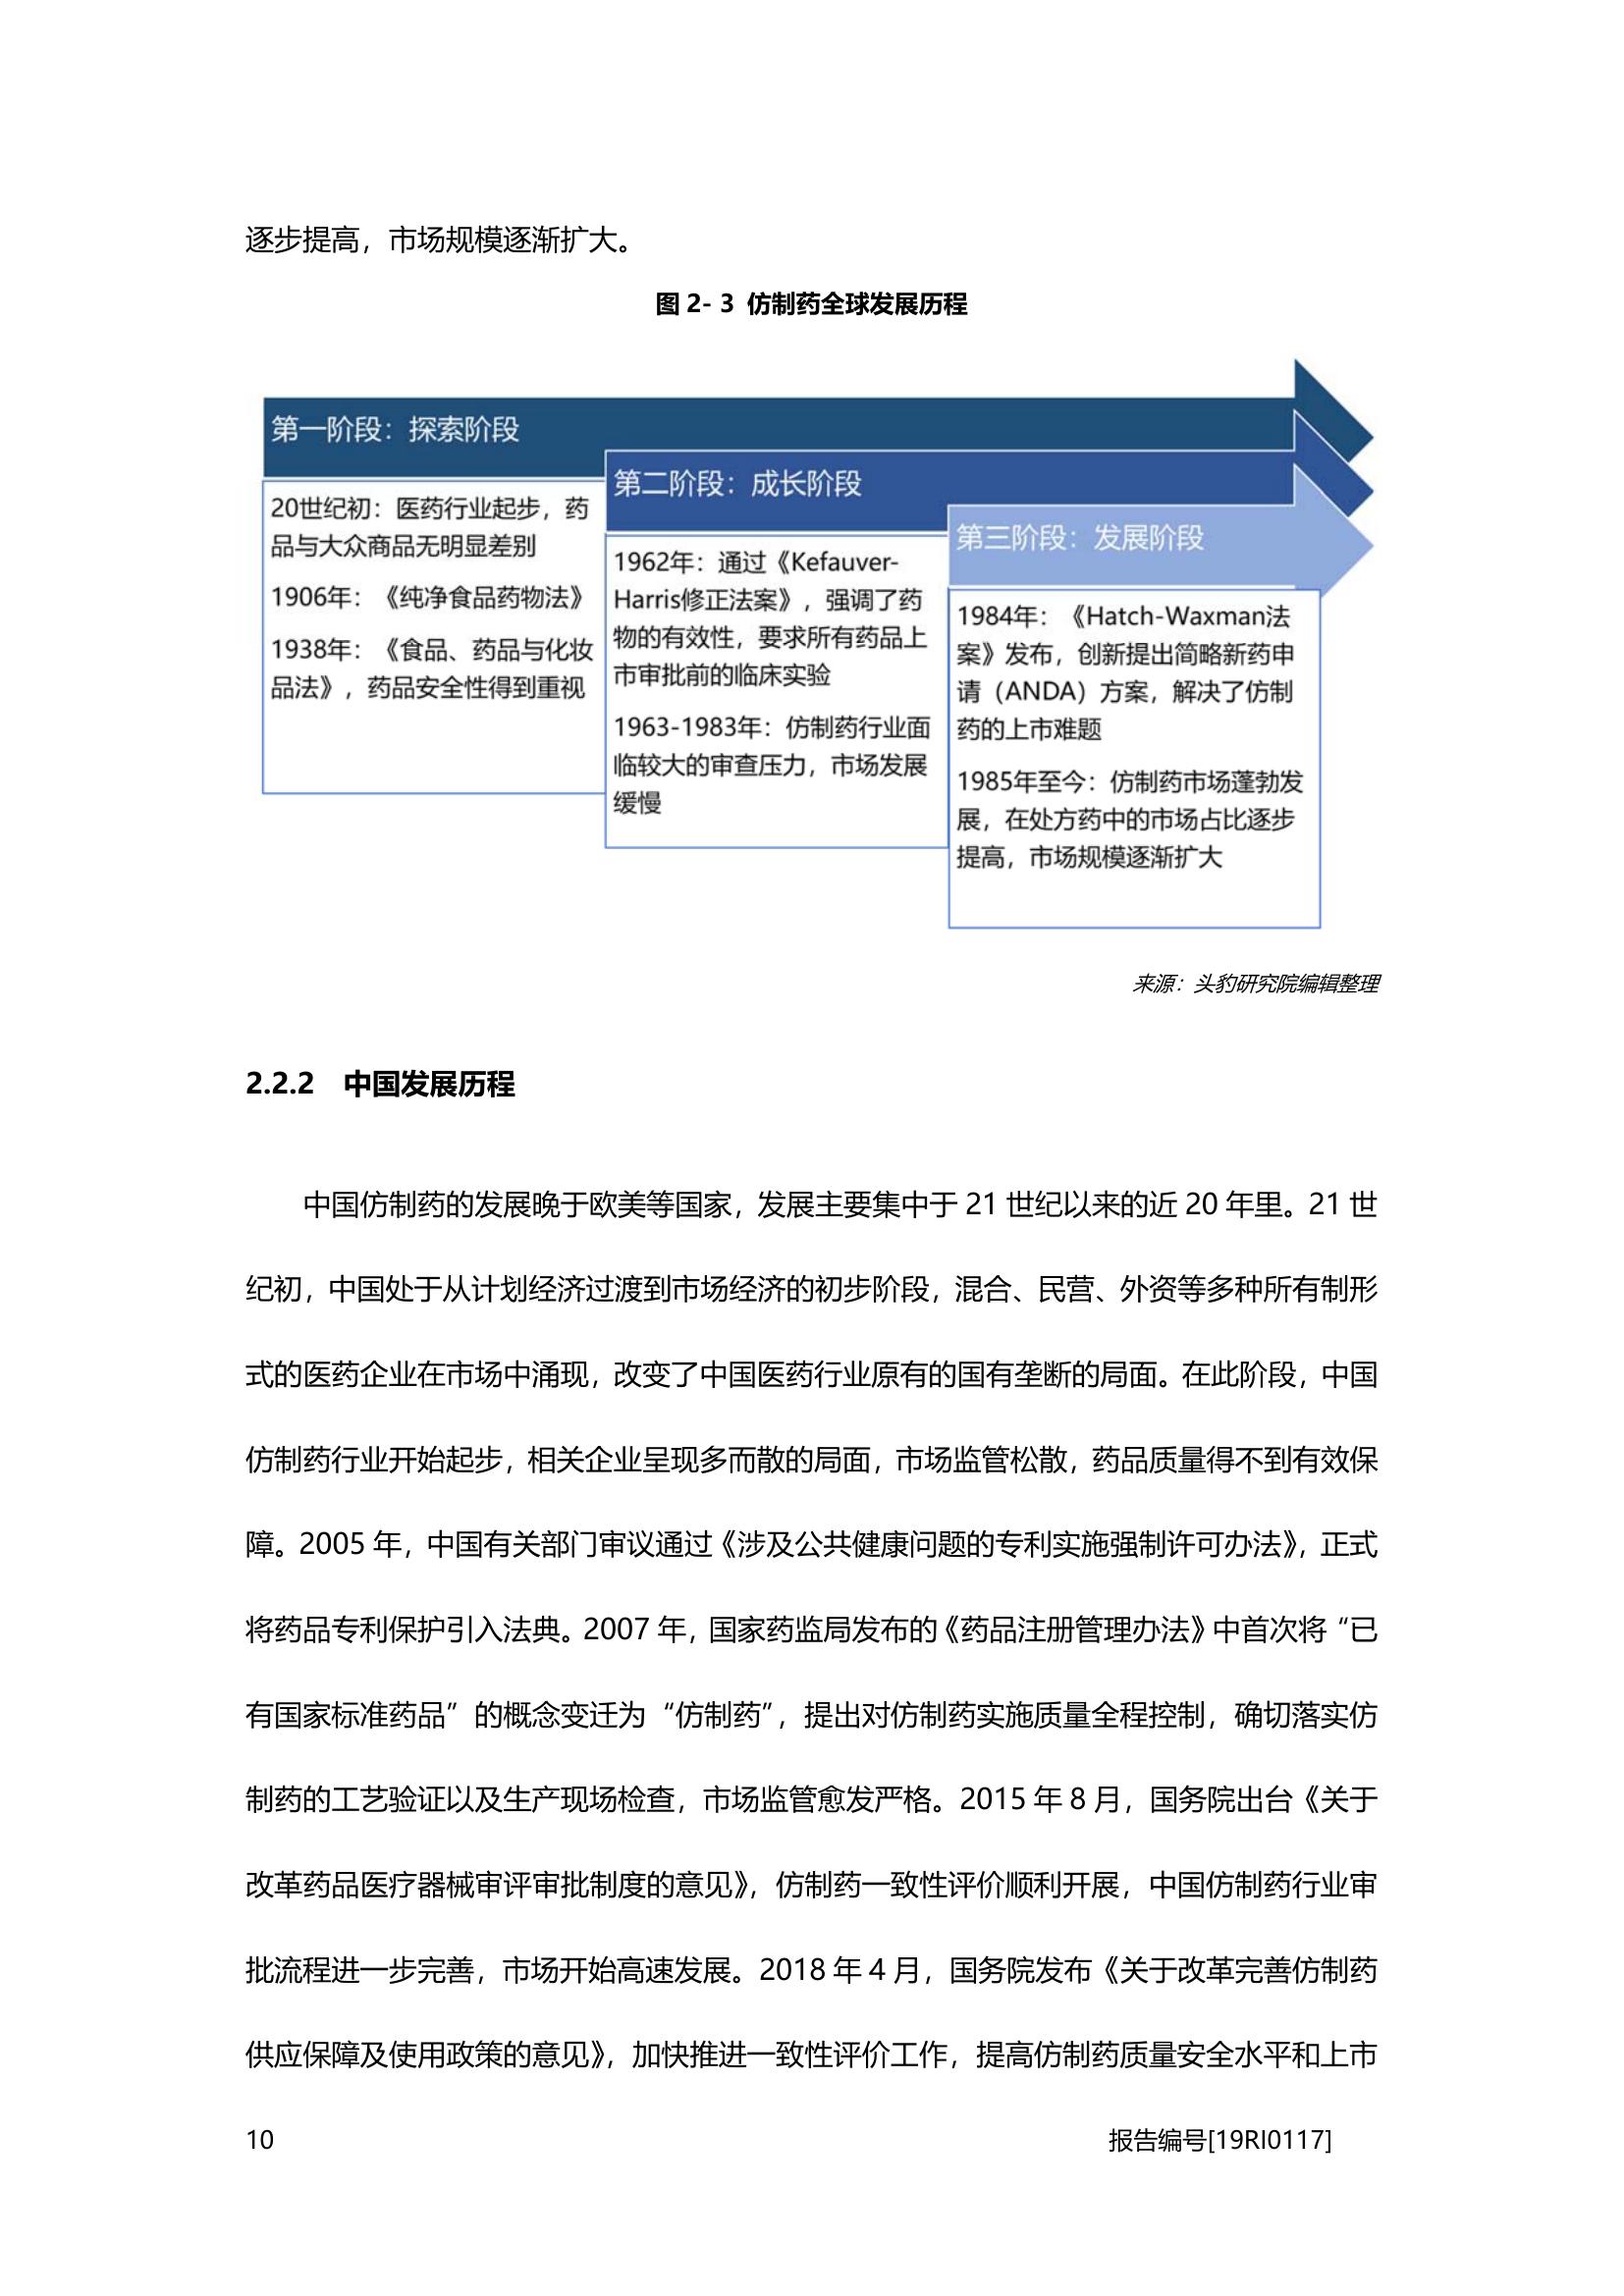 逐步提高，市场规模逐渐扩大。
图 2- 3 仿制药全球发展历程
第一阶段：探索阶段
20世纪初：医药行业起步，药
品与大众商品无明显差别
1906年：《纯净食品药物法》
1938年：《食品、药品与化妆
品法》，药品安全性得到重视
第二阶段：成长阶段
1962年：通过《Kefauver-
Harris修正法案》，强调了药
物的有效性，要求所有药品上
市审批前的临床实验
1963-1983年：仿制药行业面
临较大的审查压力，市场发展
缓慢
第三阶段：发展阶段
1984年：《Hatch-Waxman法
案》发布，创新提出简略新药申
请（ANDA）方案，解决了仿制
药的上市难题
1985年至今：仿制药市场蓬勃发
展，在处方药中的市场占比逐步
提高，市场规模逐渐扩大
来源：头豹研究院编辑整理
2.2.2 中国发展历程
中国仿制药的发展晚于欧美等国家，发展主要集中于 21 世纪以来的近 20 年里。21 世
纪初，中国处于从计划经济过渡到市场经济的初步阶段，混合、民营、外资等多种所有制形
式的医药企业在市场中涌现，改变了中国医药行业原有的国有垄断的局面。在此阶段，中国
仿制药行业开始起步，相关企业呈现多而散的局面，市场监管松散，药品质量得不到有效保
障。2005 年，中国有关部门审议通过《涉及公共健康问题的专利实施强制许可办法》，正式
将药品专利保护引入法典。2007 年，国家药监局发布的《药品注册管理办法》中首次将“已
有国家标准药品”的概念变迁为“仿制药”，提出对仿制药实施质量全程控制，确切落实仿
制药的工艺验证以及生产现场检查，市场监管愈发严格。2015 年 8 月，国务院出台《关于
改革药品医疗器械审评审批制度的意见》，仿制药一致性评价顺利开展，中国仿制药行业审
批流程进一步完善，市场开始高速发展。2018 年 4 月，国务院发布《关于改革完善仿制药
供应保障及使用政策的意见》，加快推进一致性评价工作，提高仿制药质量安全水平和上市
10
报告编号[19RI0117]